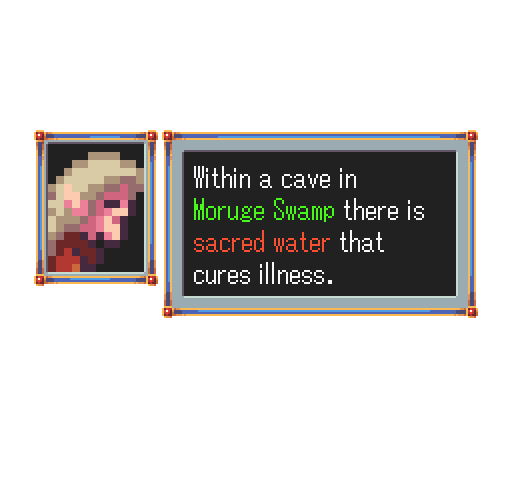 Within a cave in
Moruge Swamp there is
sacred water that
cures illness.